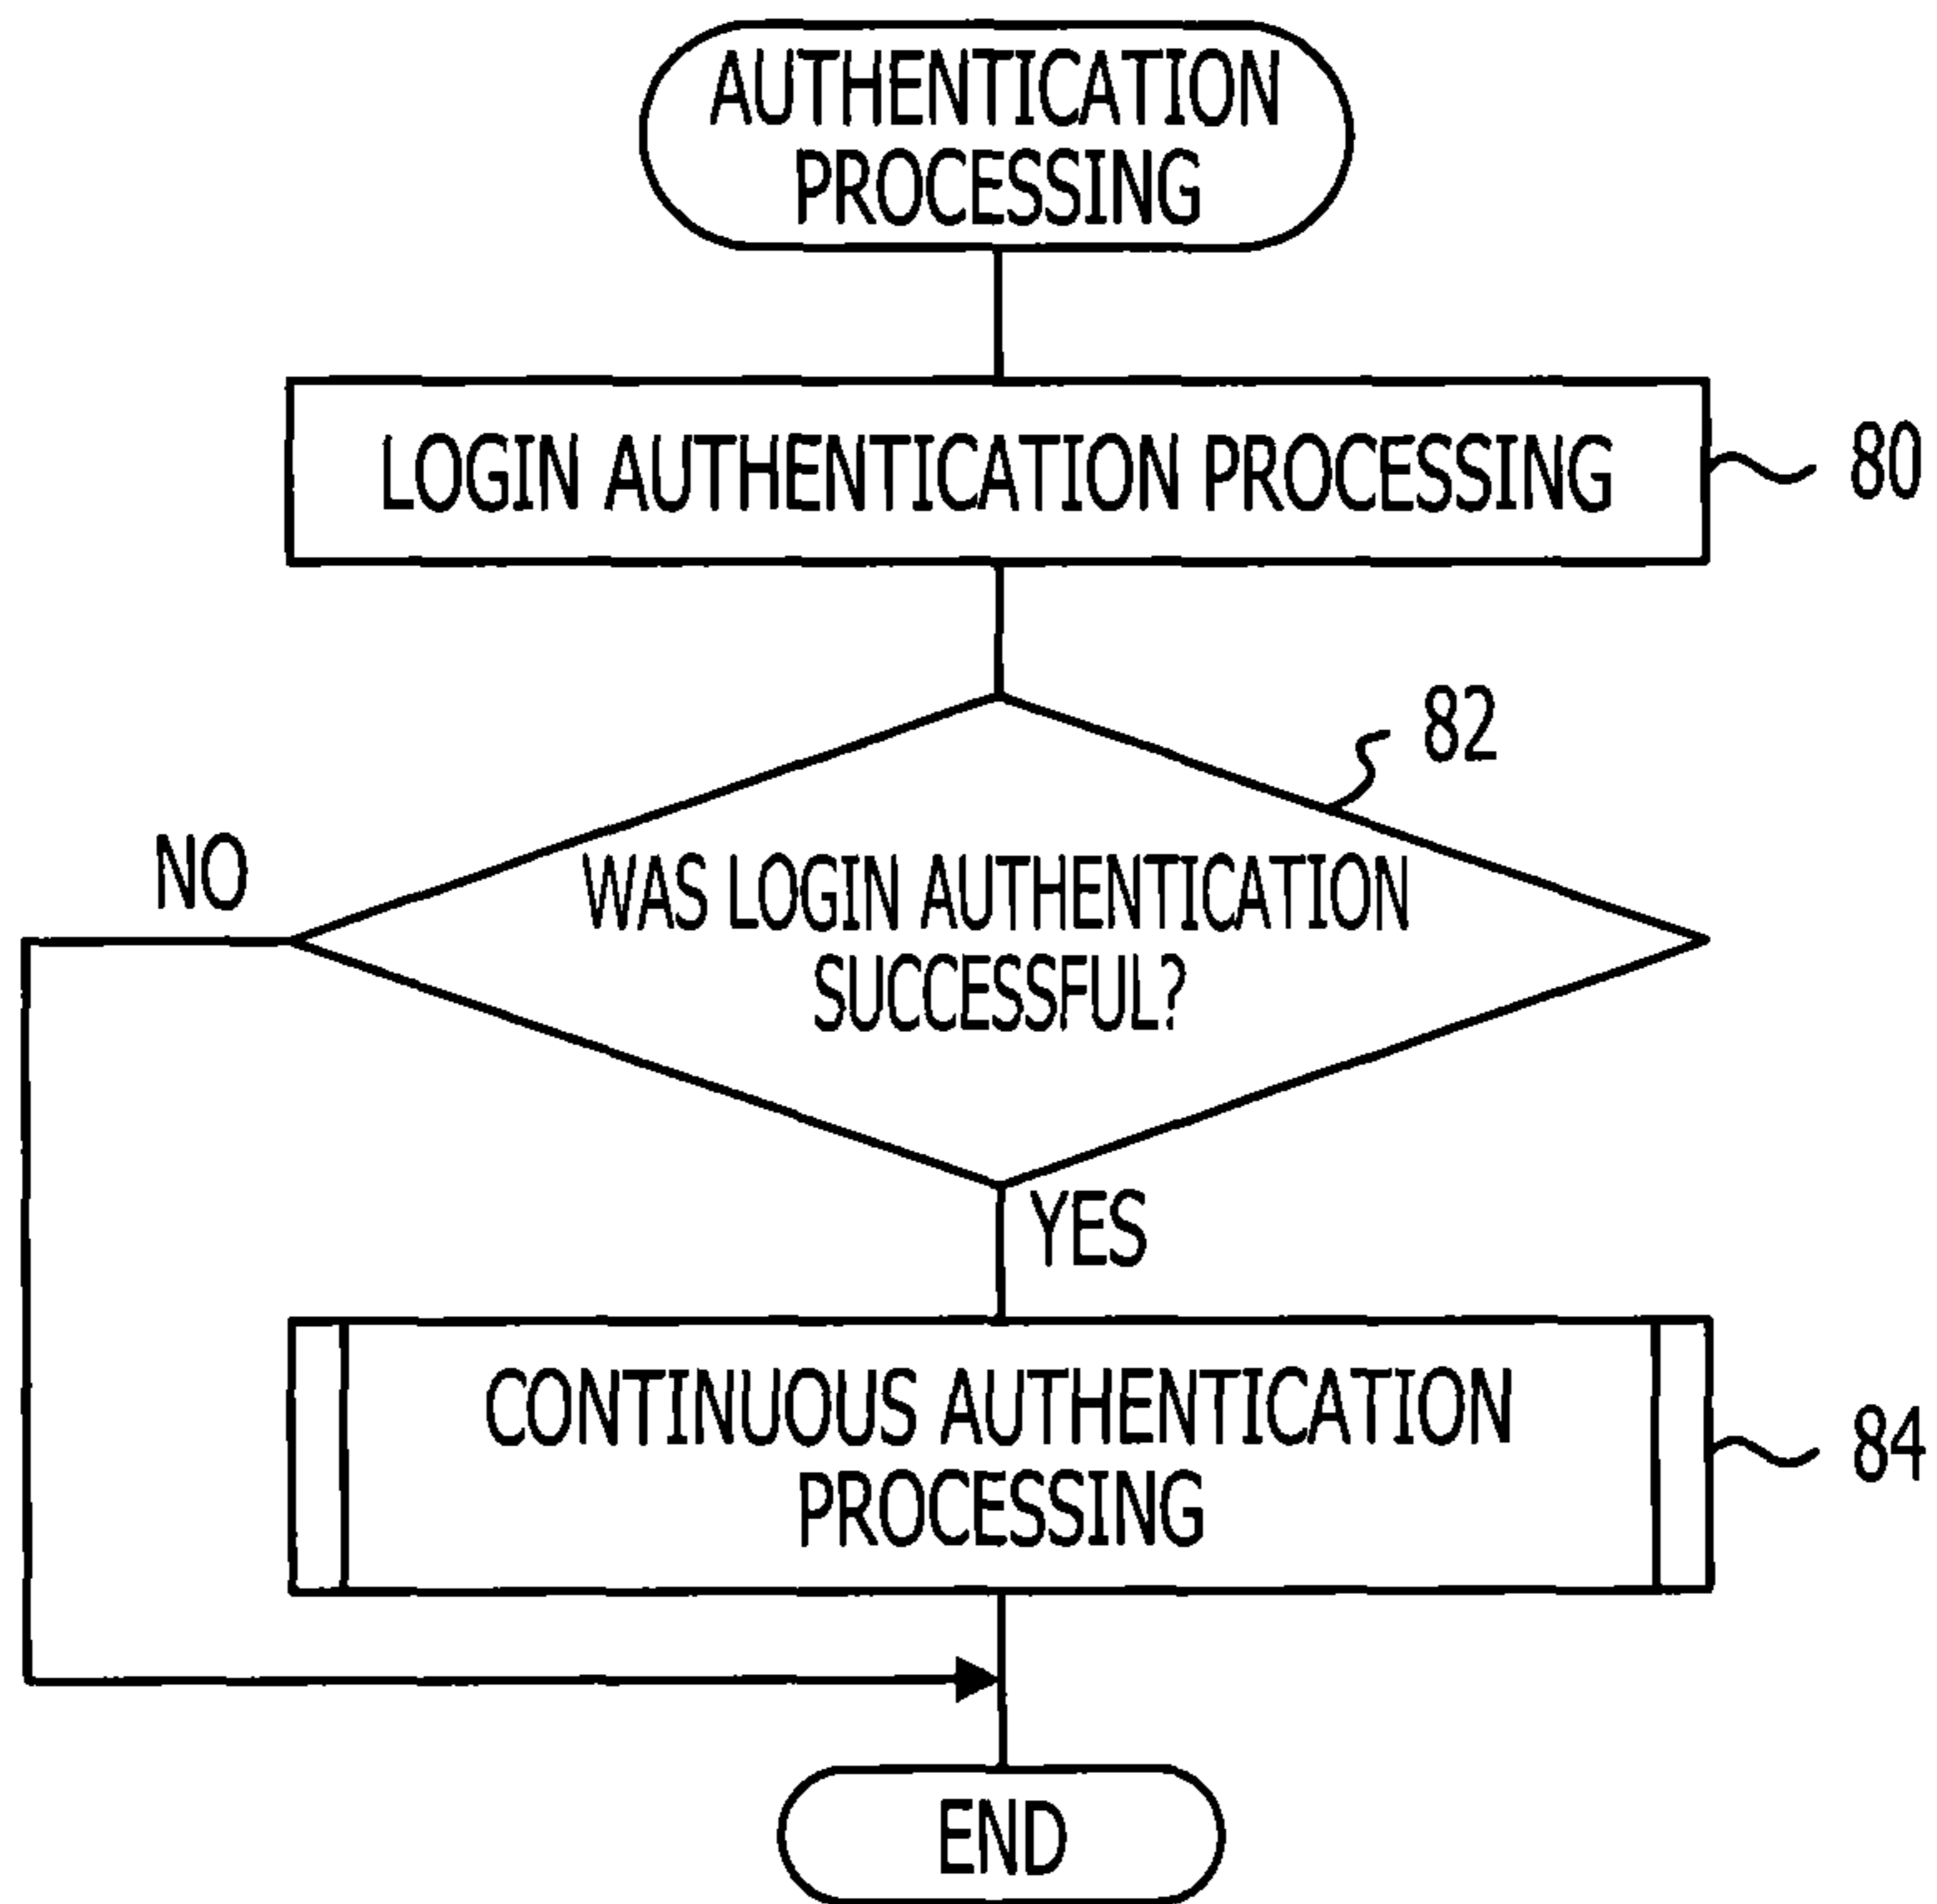 AUTHENTICATION
PROCESSING
LOGIN AUTHENTICATION PROCESSING
80
82
NO
WAS LOGIN AUTHENTICATION
SUCCESSFUL?
YES
CONTINUOUS AUTHENTICATION
PROCESSING
84
END